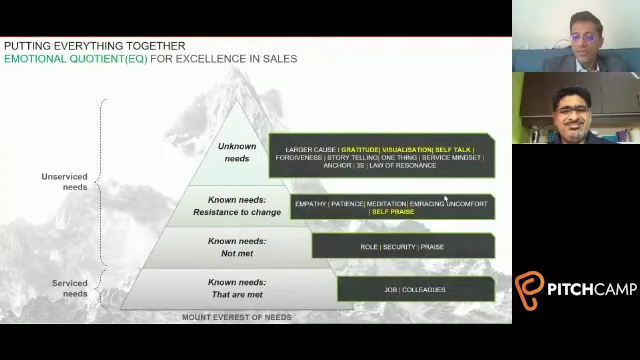 PUTTING EVERYTHING TOGETHER
EMOTIONAL QUOTIENT(EQ) FOR EXCELLENCE IN SALES
Unknown
needs
LARGER CAUSE I GRATITUDE| VISUALISATION| SELF TALK |
FORGIVENESS | STORY TELLING| ONE THING | SERVICE MINDSET |
ANCHOR | 3S | LAW OF RESONANCE
Unserviced
needs
Known needs:
Resistance to change
EMPATHY | PATIENCE| MEDITATION| EMRACING UNCOMFORT
| SELF PRAISE
Known needs:
Not met
ROLE | SECURITY | PRAISE
Serviced
needs
Known needs:
That are met
JOB | COLLEAGUES
MOUNT EVEREST OF NEEDS
PITCHCAMP